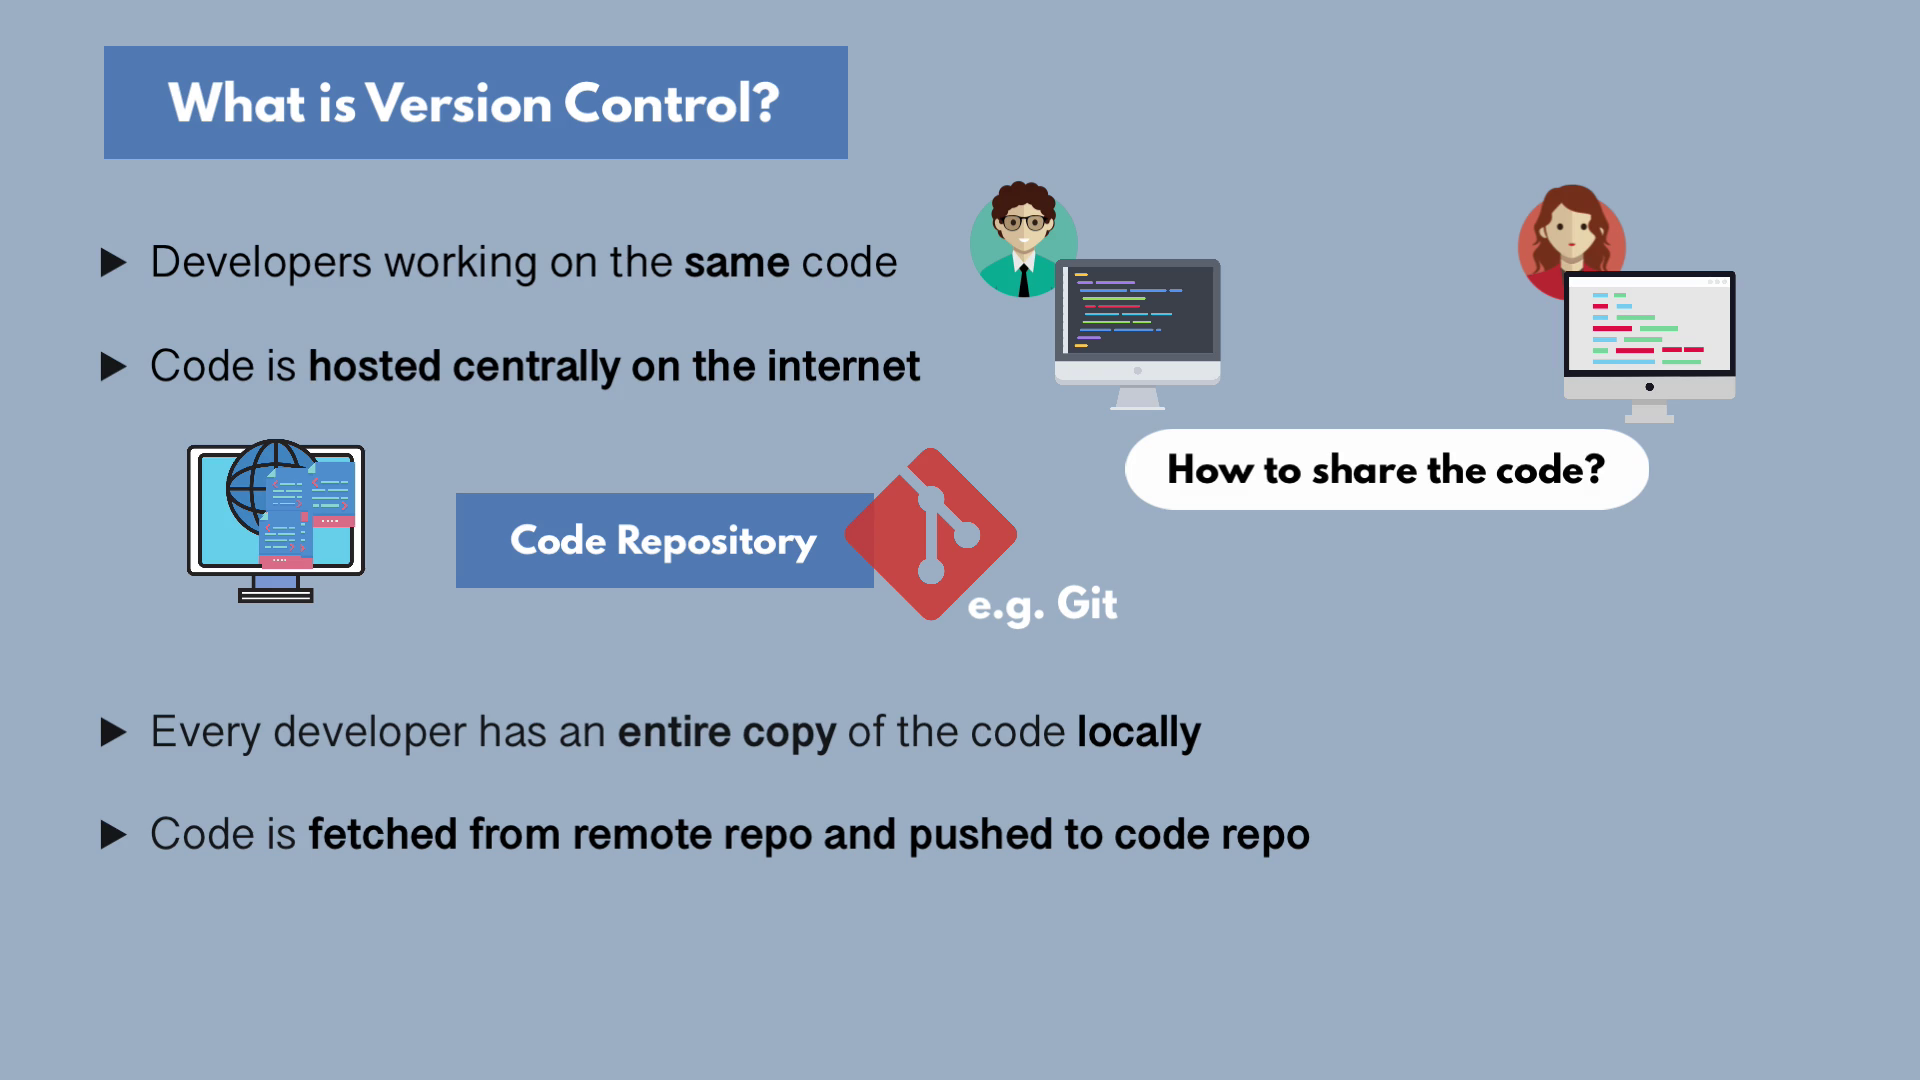 What is Version Control?
Developers working on the same code
Code is hosted centrally on the internet
How to share the code?
Code Repository
e.g. Git
Every developer has an entire copy of the code locally
Code is fetched from remote repo and pushed to code repo